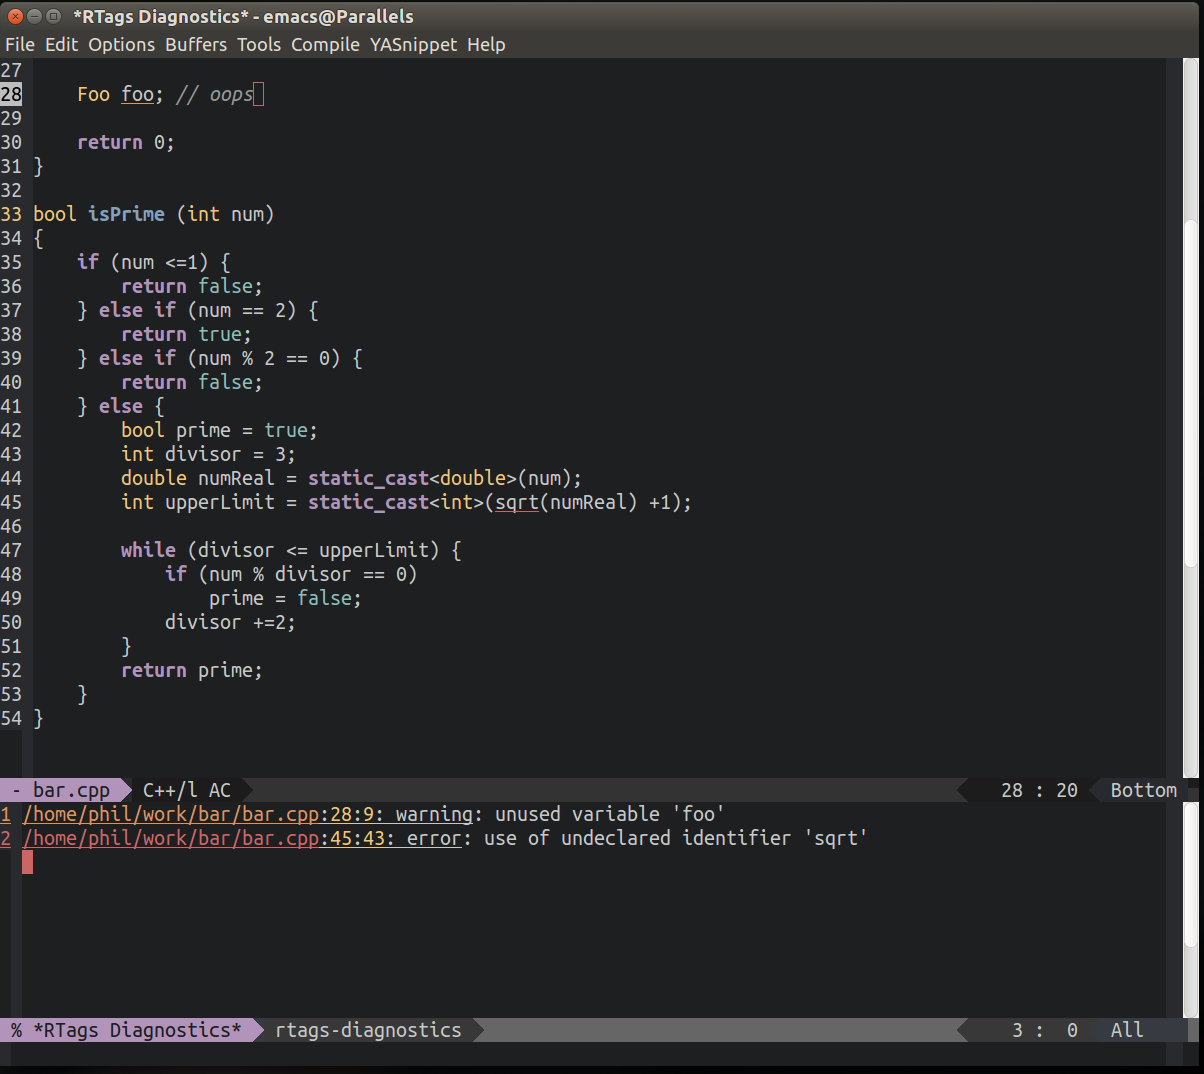 *RTags Diagnostics* - emacs@Parallels
File Edit Options Buffers Tools Compile YASnippet Help
27
28     Foo foo; // oops
29
30     return 0;
31 }
32
33 bool isPrime (int num)
34 {
35     if (num <=1) {
36         return false;
37     } else if (num == 2) {
38         return true;
39     } else if (num % 2 == 0) {
40         return false;
41     } else {
42         bool prime = true;
43         int divisor = 3;
44         double numReal = static_cast<double>(num);
45         int upperLimit = static_cast<int>(sqrt(numReal) +1);
46
47         while (divisor <= upperLimit) {
48             if (num % divisor == 0)
49                 prime = false;
50             divisor +=2;
51         }
52         return prime;
53     }
54 }
- bar.cpp C++/l AC 28 : 20 Bottom
1 /home/phil/work/bar/bar.cpp:28:9: warning: unused variable 'foo'
2 /home/phil/work/bar/bar.cpp:45:43: error: use of undeclared identifier 'sqrt'
% *RTags Diagnostics* rtags-diagnostics 3 : 0 All